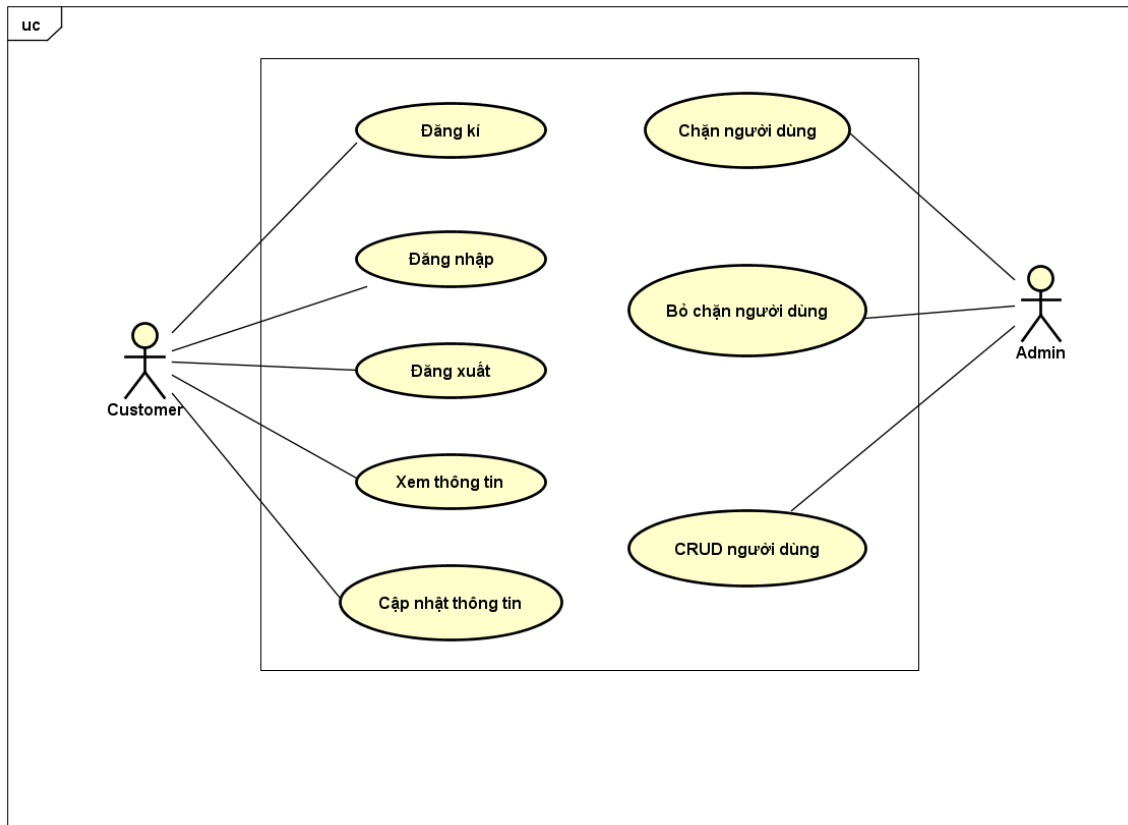 uc
Đăng kí
Chặn người dùng
Đăng nhập
Bỏ chặn người dùng
Admin
Đăng xuất
Customer
Xem thông tin
CRUD người dùng
Cập nhật thông tin